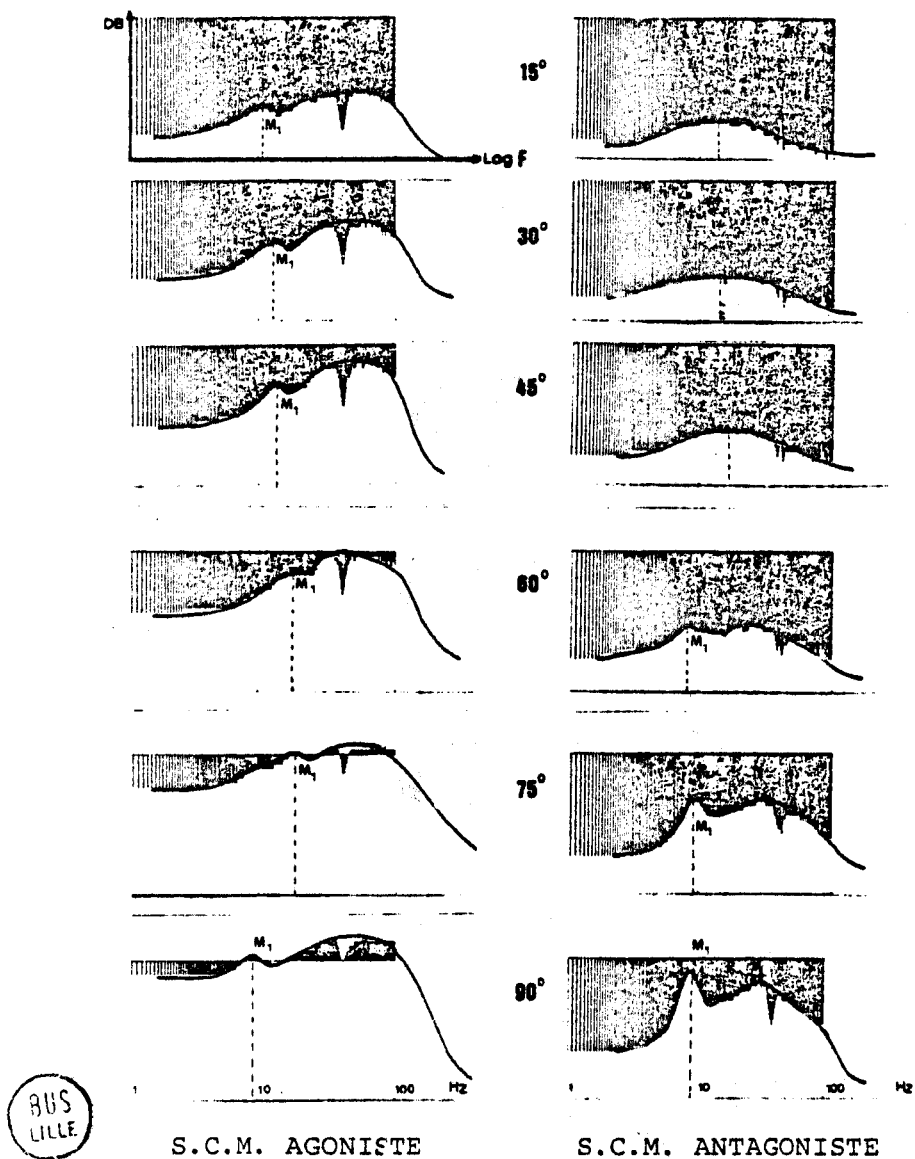 DB
M₁
15°
Log F
M₁
30°
M₁
45°
M₁
60°
M₁
M₁
75°
M₁
M₁
M₁
90°
1 10 100 Hz
1 10 100 Hz
BUS
LILLE
S.C.M. AGONISTE
S.C.M. ANTAGONISTE